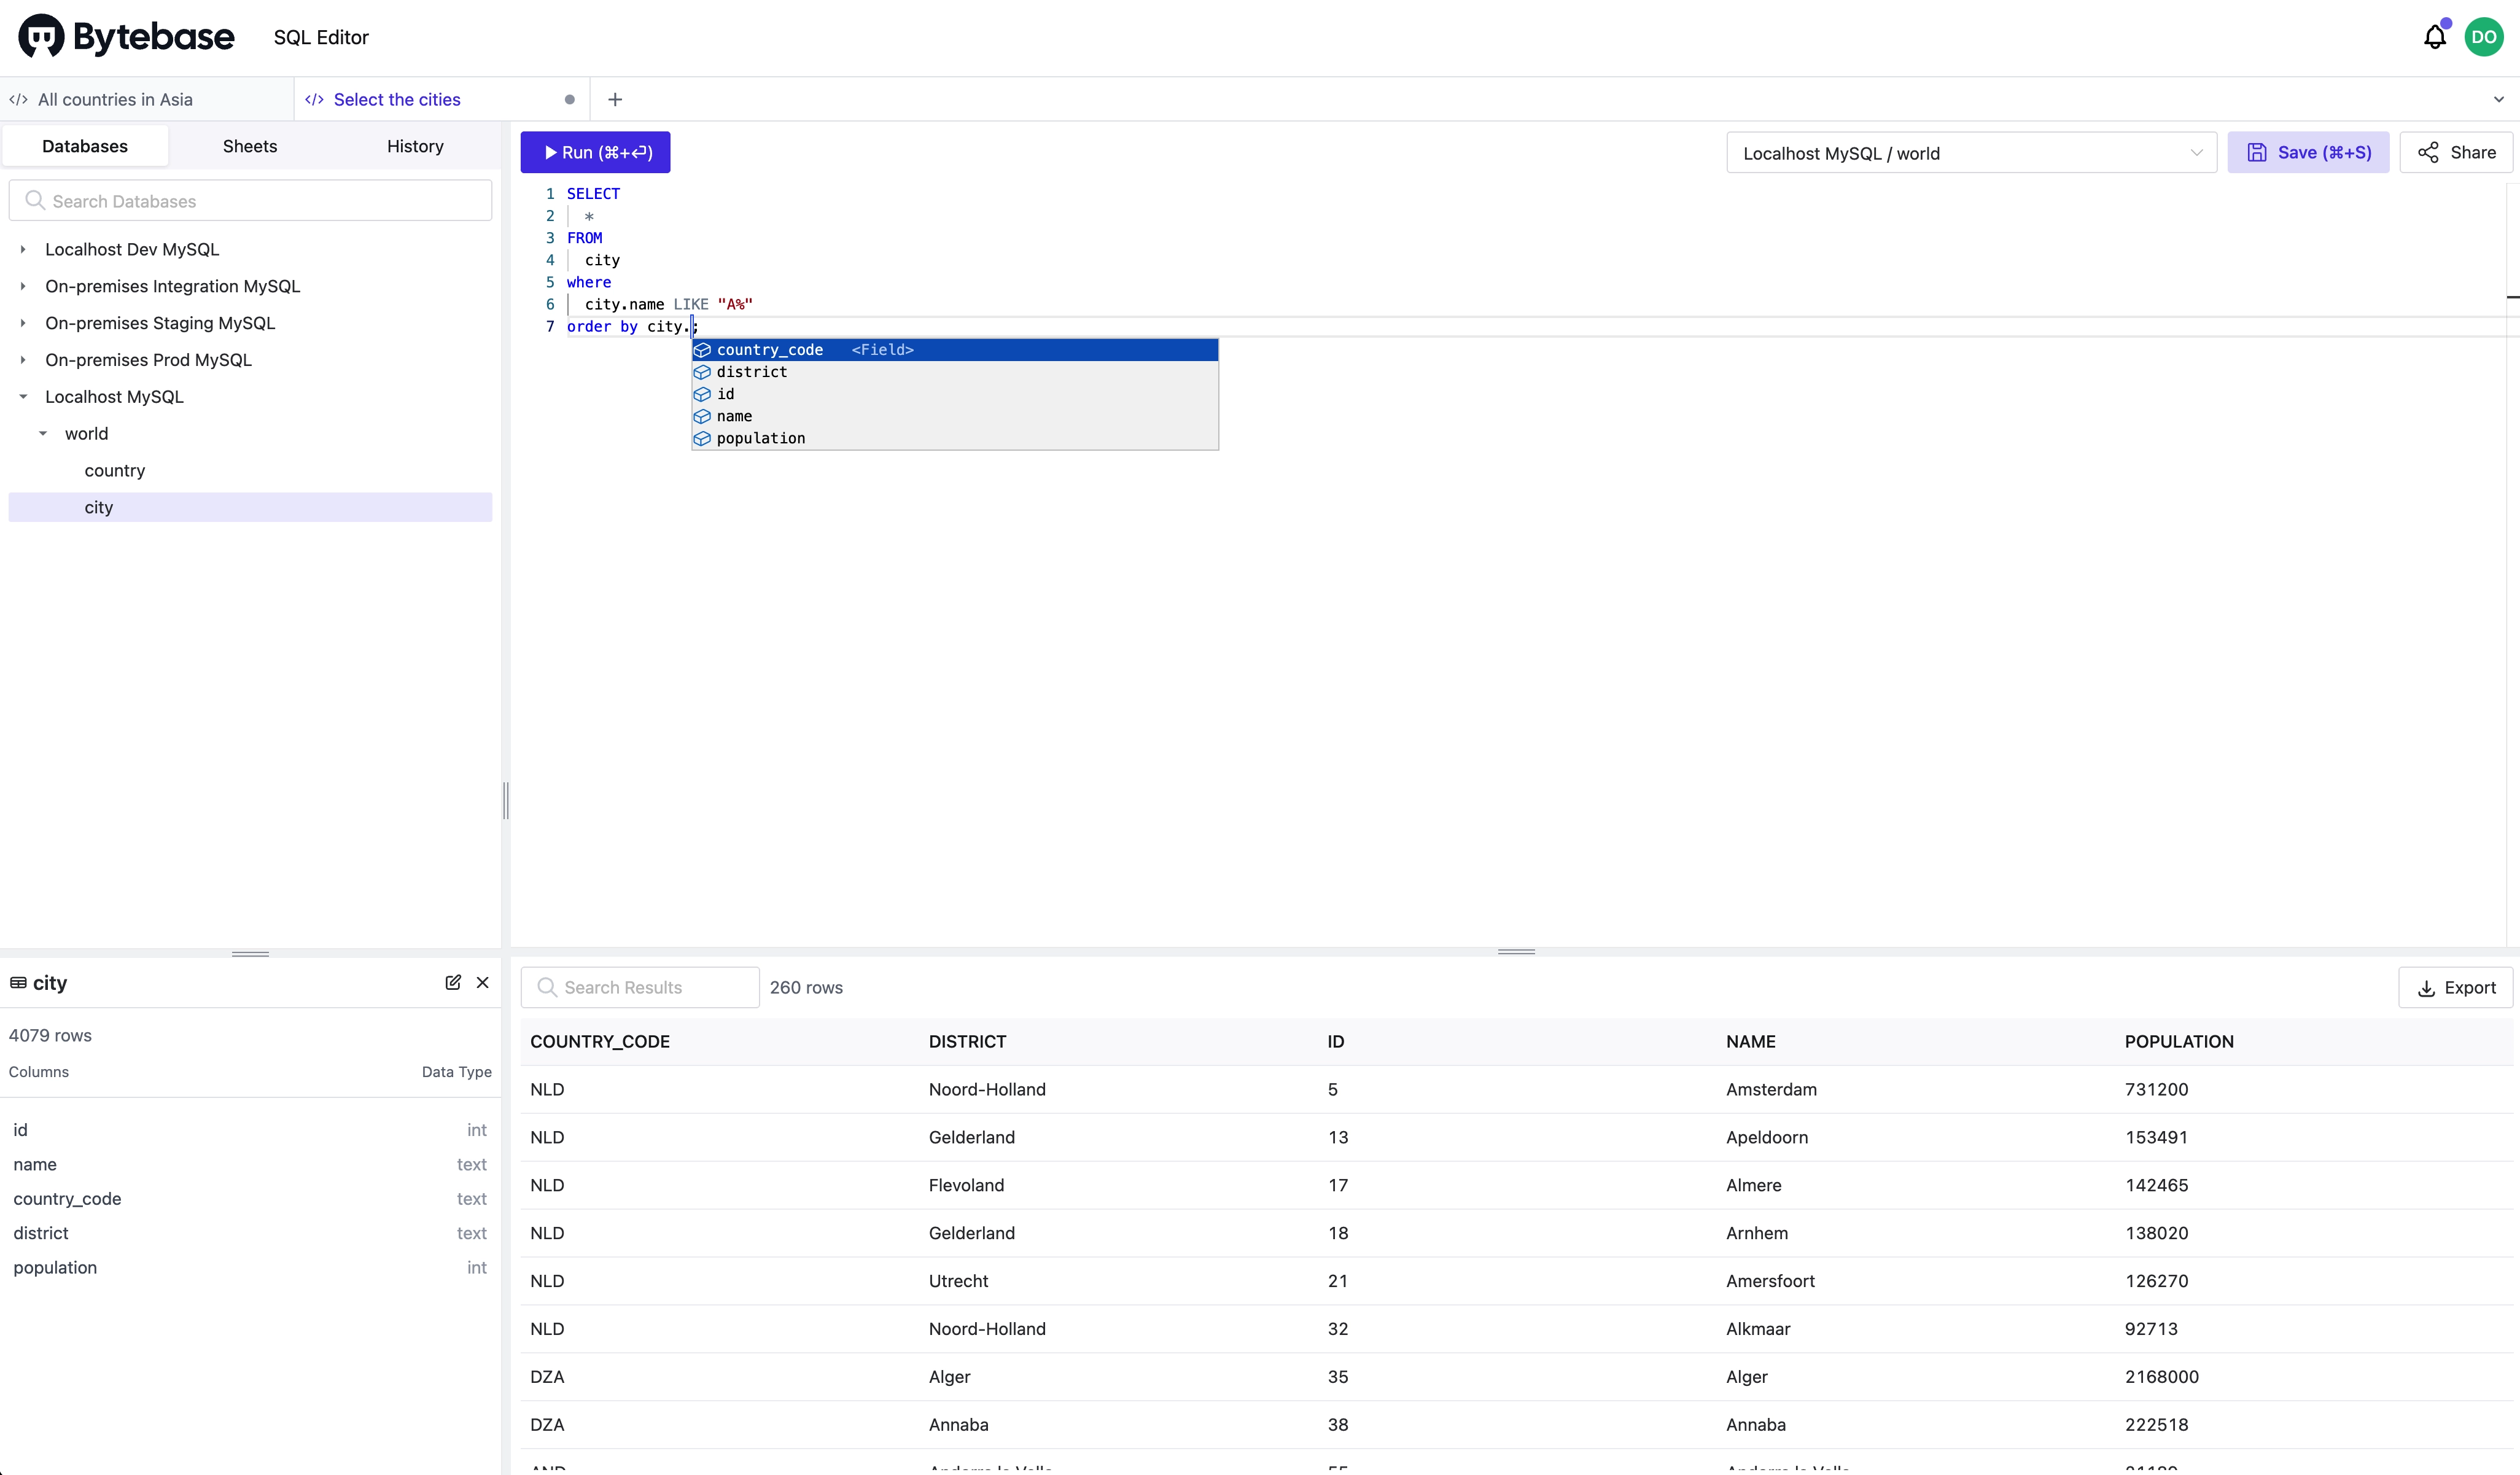 Bytebase SQL Editor DO
</> All countries in Asia </> Select the cities
Databases Sheets History
Search Databases
Localhost Dev MySQL
On-premises Integration MySQL
On-premises Staging MySQL
On-premises Prod MySQL
Localhost MySQL
world
country
city
Run (⌘+⏎) Localhost MySQL / world Save (⌘+S) Share
1 SELECT
2 *
3 FROM
4 city
5 where
6 city.name LIKE "A%"
7 order by city.;
country_code <Field>
district
id
name
population
city
4079 rows
Columns Data Type
id int
name text
country_code text
district text
population int
Search Results 260 rows Export
COUNTRY_CODE DISTRICT ID NAME POPULATION
NLD Noord-Holland 5 Amsterdam 731200
NLD Gelderland 13 Apeldoorn 153491
NLD Flevoland 17 Almere 142465
NLD Gelderland 18 Arnhem 138020
NLD Utrecht 21 Amersfoort 126270
NLD Noord-Holland 32 Alkmaar 92713
DZA Alger 35 Alger 2168000
DZA Annaba 38 Annaba 222518